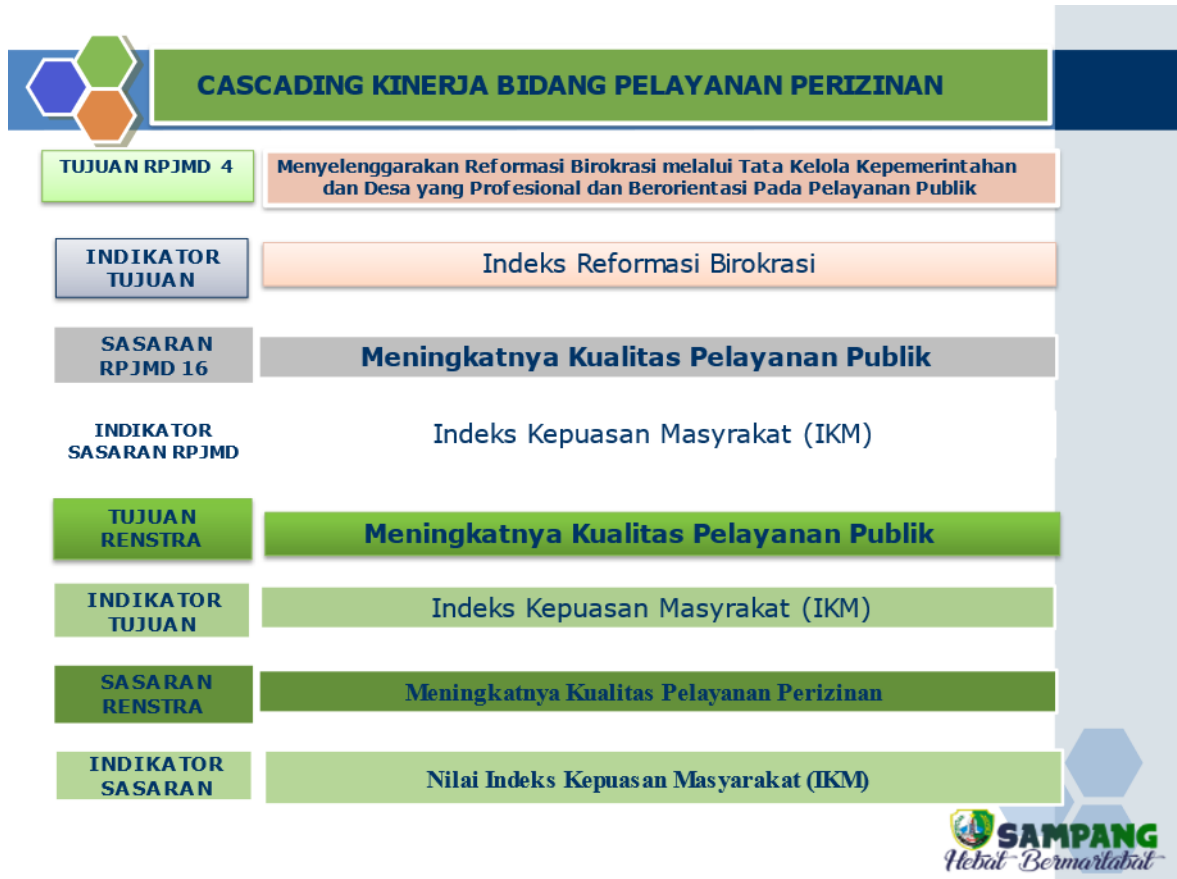 CASCADING KINERJA BIDANG PELAYANAN PERIZINAN
TUJUAN RPJMD 4
Menyelenggarakan Reformasi Birokrasi melalui Tata Kelola Kepemerintahan
dan Desa yang Profesional dan Berorientasi Pada Pelayanan Publik
INDIKATOR
TUJUAN
Indeks Reformasi Birokrasi
SASARAN
RPJMD 16
Meningkatnya Kualitas Pelayanan Publik
INDIKATOR
SASARAN RPJMD
Indeks Kepuasan Masyrakat (IKM)
TUJUAN
RENSTRA
Meningkatnya Kualitas Pelayanan Publik
INDIKATOR
TUJUAN
Indeks Kepuasan Masyrakat (IKM)
SASARAN
RENSTRA
Meningkatnya Kualitas Pelayanan Perizinan
INDIKATOR
SASARAN
Nilai Indeks Kepuasan Masyarakat (IKM)
SAMPANG
Hebat Bermartabat